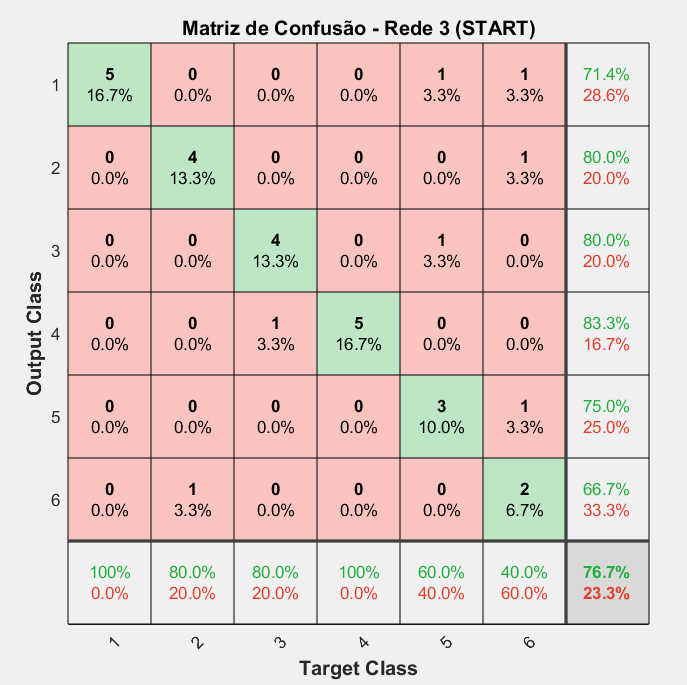 Matriz de Confusão - Rede 3 (START)
1
5 0 0 0 1 1 71.4%
16.7% 0.0% 0.0% 0.0% 3.3% 3.3% 28.6%
2
0 4 0 0 0 1 80.0%
0.0% 13.3% 0.0% 0.0% 0.0% 3.3% 20.0%
3
0 0 4 0 1 0 80.0%
0.0% 0.0% 13.3% 0.0% 3.3% 0.0% 20.0%
4
0 0 1 5 0 0 83.3%
0.0% 0.0% 3.3% 16.7% 0.0% 0.0% 16.7%
5
0 0 0 0 3 1 75.0%
0.0% 0.0% 0.0% 0.0% 10.0% 3.3% 25.0%
6
0 1 0 0 0 2 66.7%
0.0% 3.3% 0.0% 0.0% 0.0% 6.7% 33.3%
100% 80.0% 80.0% 100% 60.0% 40.0% 76.7%
0.0% 20.0% 20.0% 0.0% 40.0% 60.0% 23.3%
1 2 3 4 5 6
Target Class
Output Class